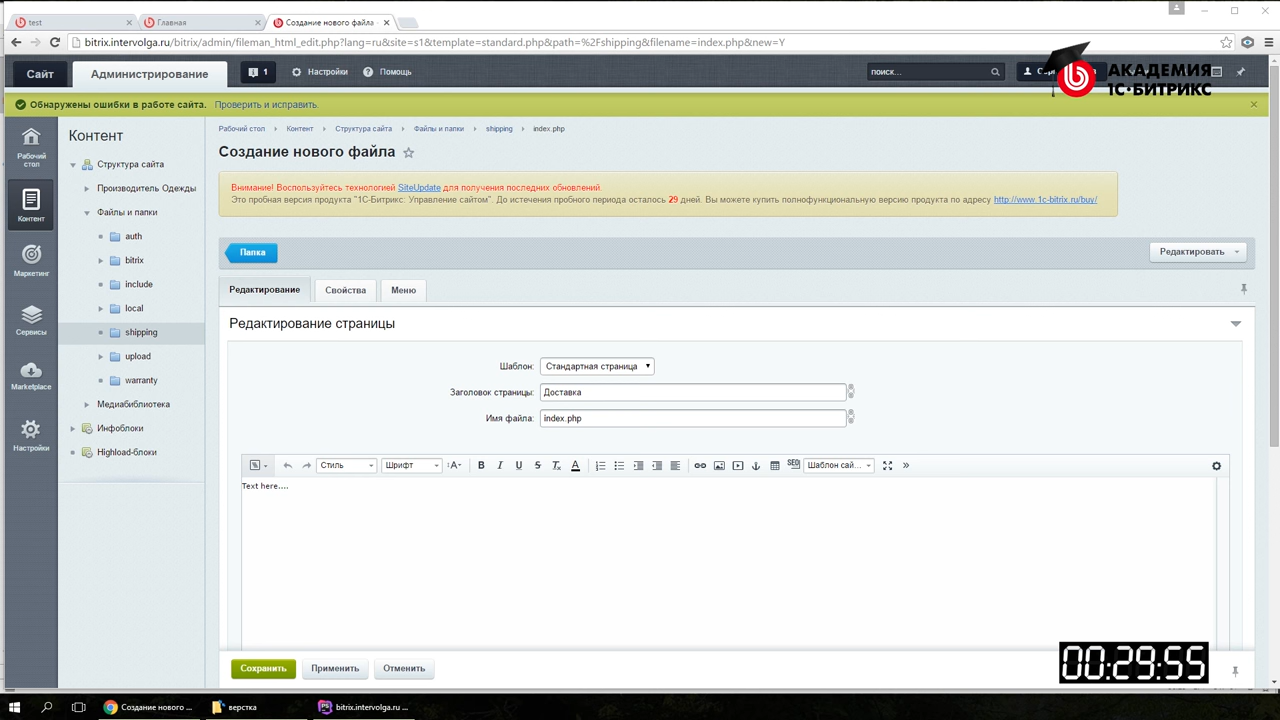 test
Главная
Создание нового файла -
bitrix.intervolga.ru/bitrix/admin/fileman_html_edit.php?lang=ru&site=s1&template=standard.php&path=%2Fshipping&filename=index.php&new=Y
Сайт
Администрирование
1
Настройки
Помощь
поиск...
АКАДЕМИЯ
1С-БИТРИКС
Обнаружены ошибки в работе сайта. Проверить и исправить.
Рабочий стол
Контент
Маркетинг
Сервисы
Marketplace
Настройки
Контент
Структура сайта
Производитель Одежды
Файлы и папки
auth
bitrix
include
local
shipping
upload
warranty
Медиабиблиотека
Инфоблоки
Highload-блоки
Рабочий стол Контент Структура сайта Файлы и папки shipping index.php
Создание нового файла
Внимание! Воспользуйтесь технологией SiteUpdate для получения последних обновлений.
Это пробная версия продукта "1С-Битрикс: Управление сайтом". До истечения пробного периода осталось 29 дней. Вы можете купить полнофункциональную версию продукта по адресу http://www.1c-bitrix.ru/buy/
Папка
Редактировать
Редактирование
Свойства
Меню
Редактирование страницы
Шаблон: Стандартная страница
Заголовок страницы: Доставка
Имя файла: index.php
Стиль
Шрифт
Шаблон сай...
Text here....
Сохранить
Применить
Отменить
00:29:55
Создание нового ...
верстка
bitrix.intervolga.ru ...